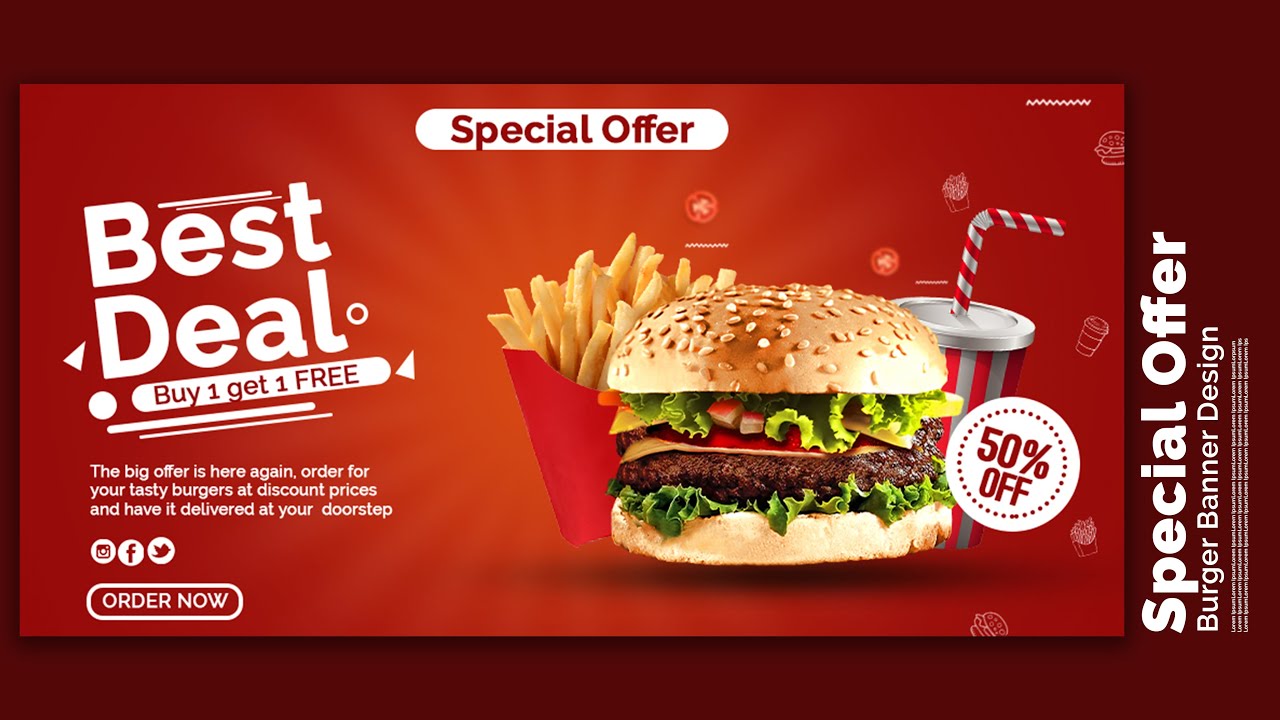 Special Offer
Best
Deal
Buy 1 get 1 FREE
The big offer is here again, order for
your tasty burgers at discount prices
and have it delivered at your doorstep
ORDER NOW
50%
OFF
Special Offer
Burger Banner Design